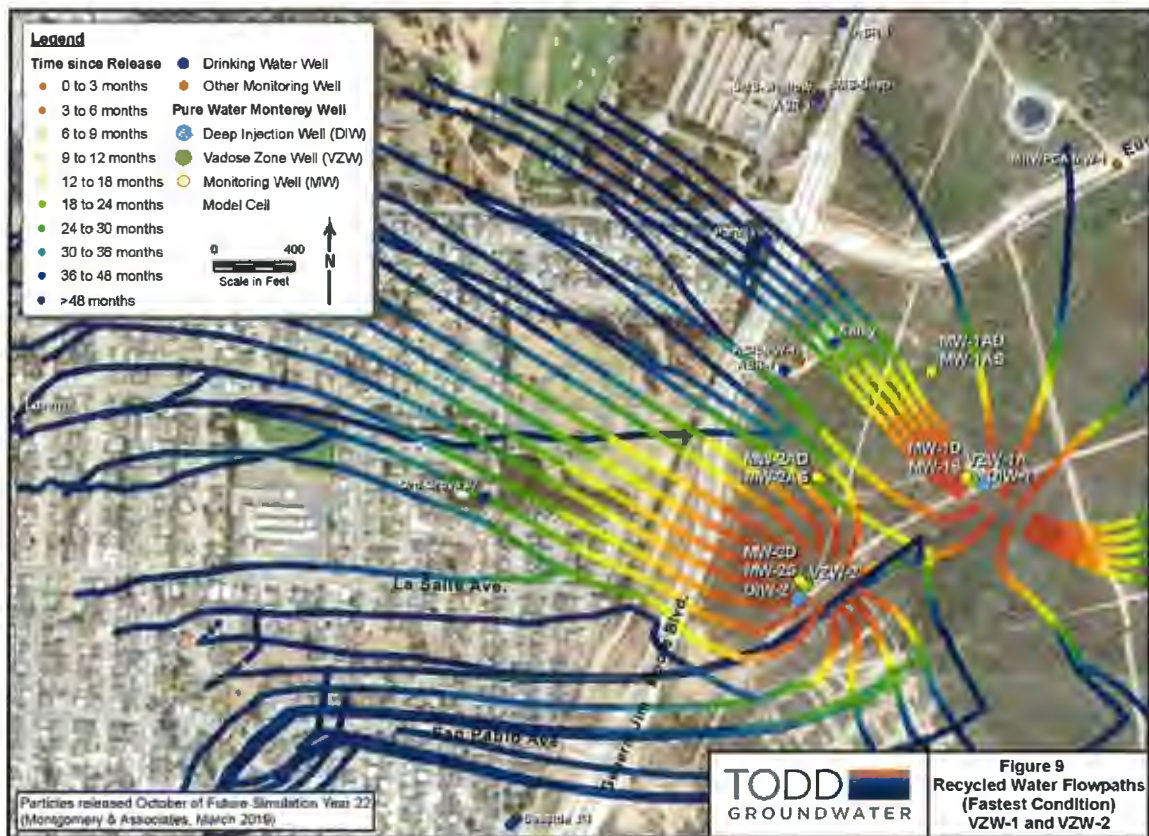 Legend
Time since Release
0 to 3 months
3 to 6 months
6 to 9 months
9 to 12 months
12 to 18 months
18 to 24 months
24 to 30 months
30 to 36 months
36 to 48 months
>48 months
Drinking Water Well
Other Monitoring Well
Pure Water Monterey Well
Deep Injection Well (DIW)
Vadose Zone Well (VZW)
Monitoring Well (MW)
Model Cell
0 400
Scale in Feet
N
MW-1AD
MW-1AS
MW-1D
MW-1S
VZW-1A
DIW-1
MW-2AD
MW-2AS
MW-2D
MW-2S
VZW-2
DIW-2
La Salle Ave.
Blvd.
General Jim
San Pablo Ave
Particles released October of Future Simulation Year 22
(Montgomery & Associates, March 2019)
TODD
GROUNDWATER
Figure 9
Recycled Water Flowpaths
(Fastest Condition)
VZW-1 and VZW-2